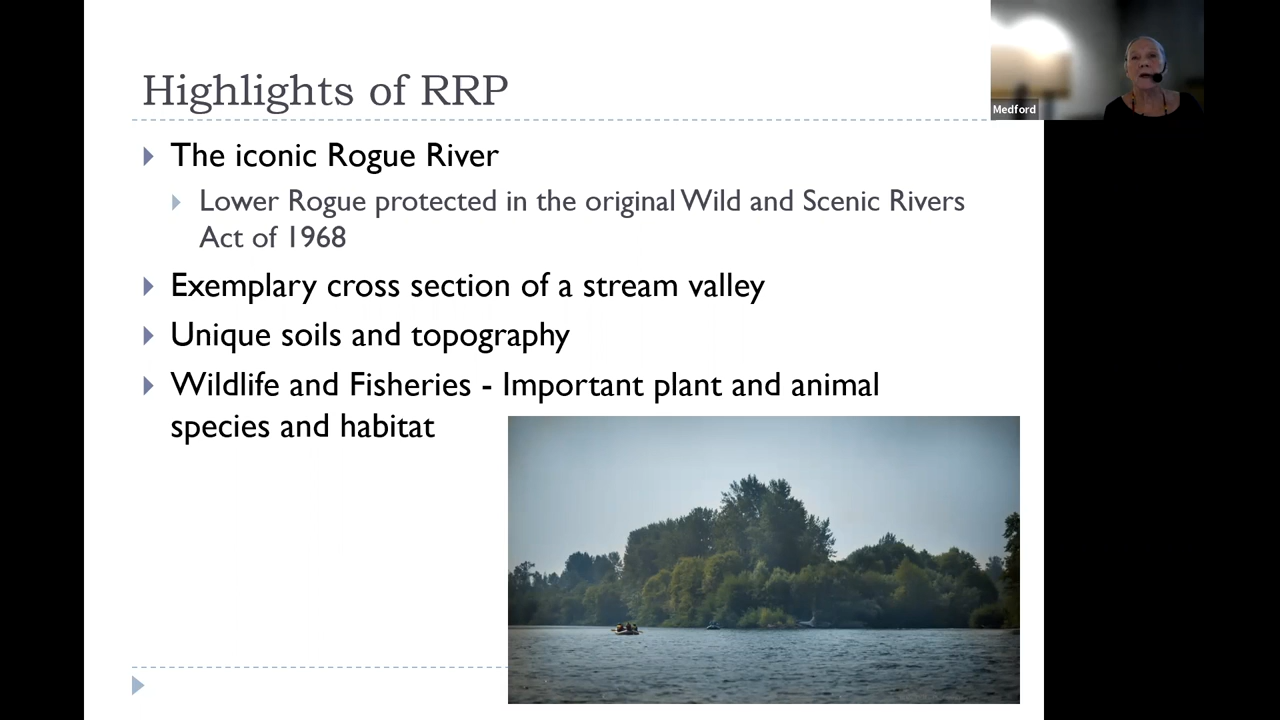 Highlights of RRP
Medford
The iconic Rogue River
Lower Rogue protected in the original Wild and Scenic Rivers
Act of 1968
Exemplary cross section of a stream valley
Unique soils and topography
Wildlife and Fisheries - Important plant and animal
species and habitat